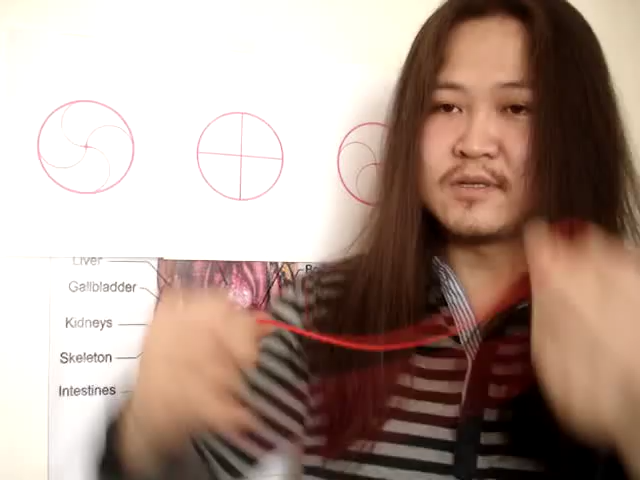 Liver
Gallbladder
Kidneys
Skeleton
Intestines